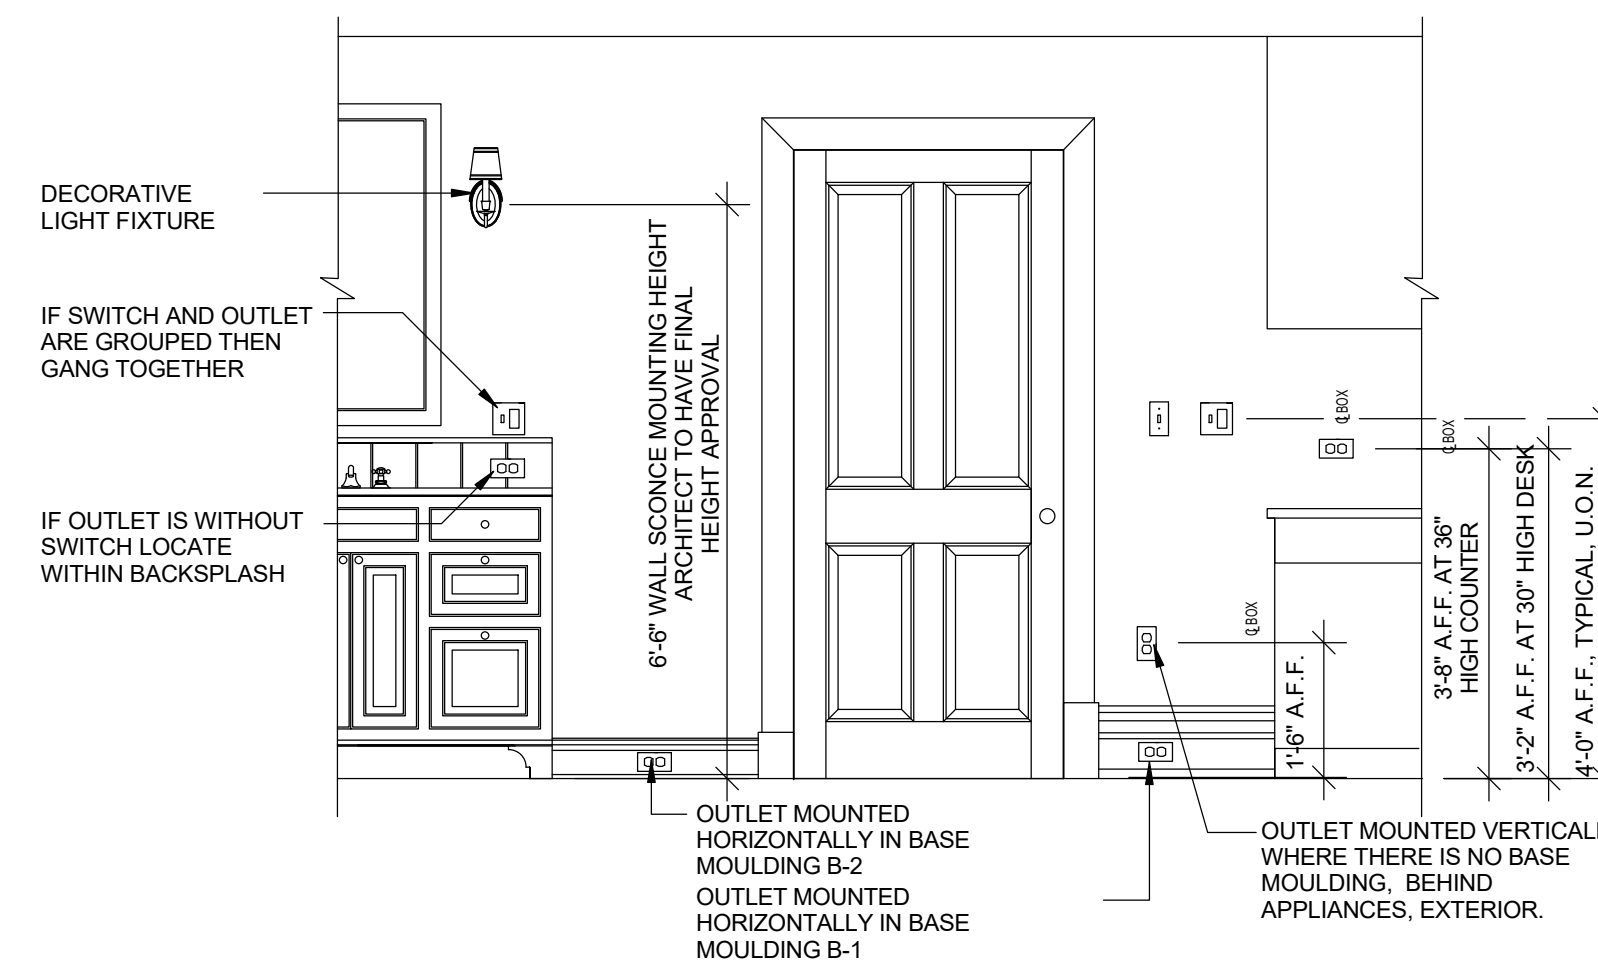 DECORATIVE
LIGHT FIXTURE
IF SWITCH AND OUTLET
ARE GROUPED THEN
GANG TOGETHER
IF OUTLET IS WITHOUT
SWITCH LOCATE
WITHIN BACKSPLASH
6'-6" WALL SCONCE MOUNTING HEIGHT
ARCHITECT TO HAVE FINAL
HEIGHT APPROVAL
℄ BOX
℄ BOX
℄ BOX
1'-6" A.F.F.
3'-8" A.F.F. AT 36"
HIGH COUNTER
3'-2" A.F.F. AT 30" HIGH DESK
4'-0" A.F.F., TYPICAL, U.O.N.
OUTLET MOUNTED
HORIZONTALLY IN BASE
MOULDING B-2
OUTLET MOUNTED
HORIZONTALLY IN BASE
MOULDING B-1
OUTLET MOUNTED VERTICALL
WHERE THERE IS NO BASE
MOULDING, BEHIND
APPLIANCES, EXTERIOR.